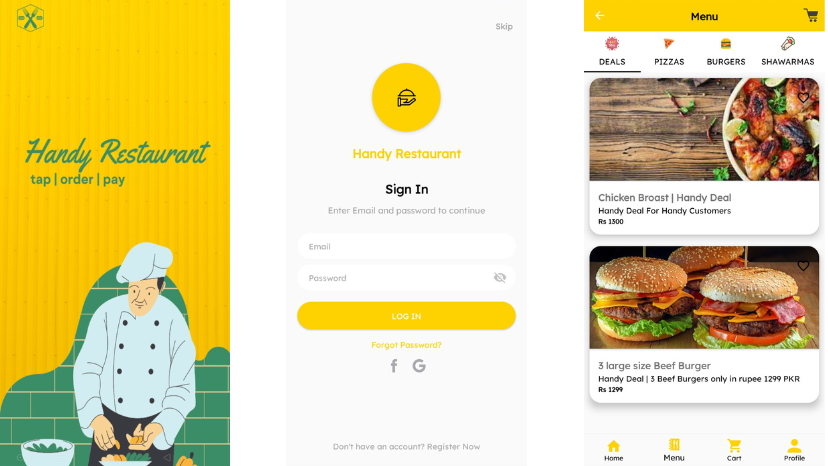 Handy Restaurant
tap | order | pay
Skip
Handy Restaurant
Sign In
Enter Email and password to continue
Email
Password
LOG IN
Forgot Password?
f G
Don't have an account? Register Now
Menu
DEALS PIZZAS BURGERS SHAWARMAS
Chicken Broast | Handy Deal
Handy Deal For Handy Customers
Rs 1300
3 large size Beef Burger
Handy Deal | 3 Beef Burgers only in rupee 1299 PKR
Rs 1299
Home Menu Cart Profile